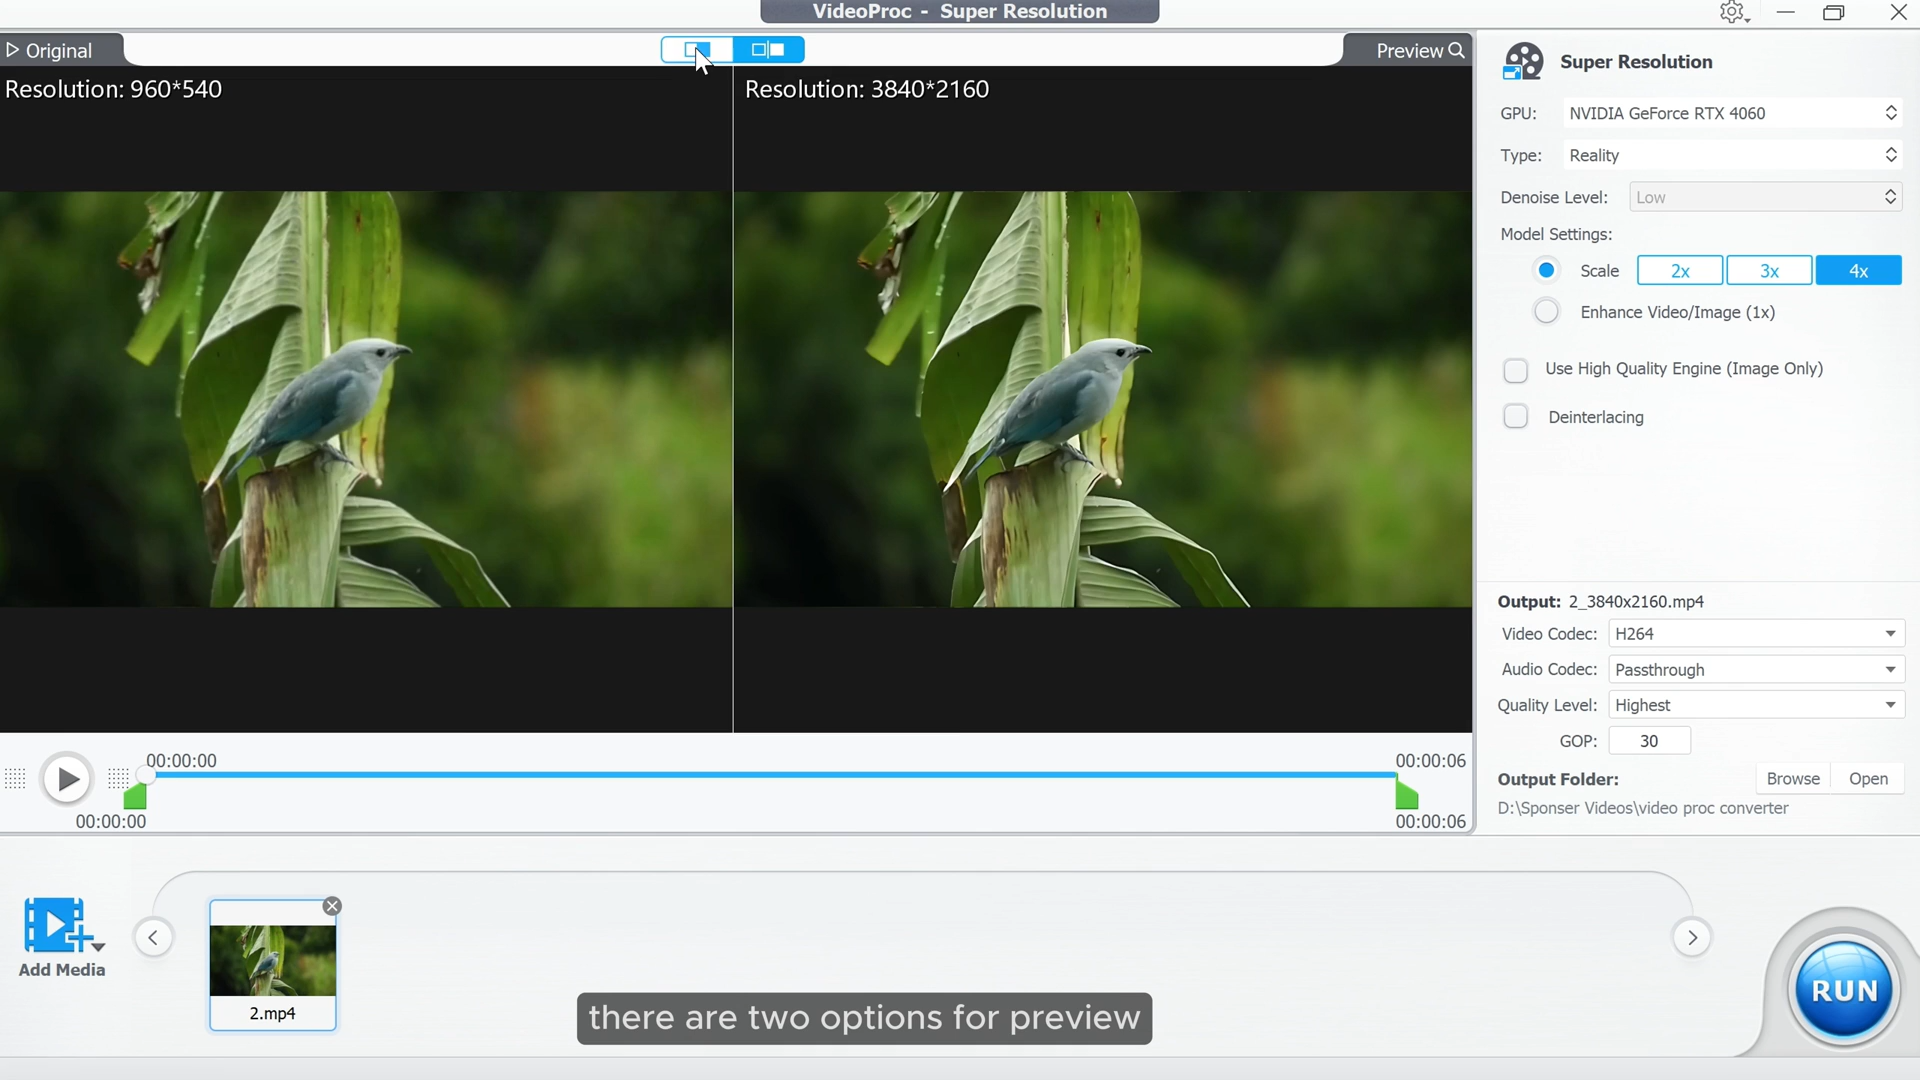 VideoProc - Super Resolution
Original
Preview
Resolution: 960*540
Resolution: 3840*2160
Super Resolution
GPU: NVIDIA GeForce RTX 4060
Type: Reality
Denoise Level: Low
Model Settings:
Scale 2x 3x 4x
Enhance Video/Image (1x)
Use High Quality Engine (Image Only)
Deinterlacing
Output: 2_3840x2160.mp4
Video Codec: H264
Audio Codec: Passthrough
Quality Level: Highest
GOP: 30
Output Folder: Browse Open
D:\Sponser Videos\video proc converter
00:00:00
00:00:06
00:00:00
00:00:06
Add Media
2.mp4
there are two options for preview
RUN